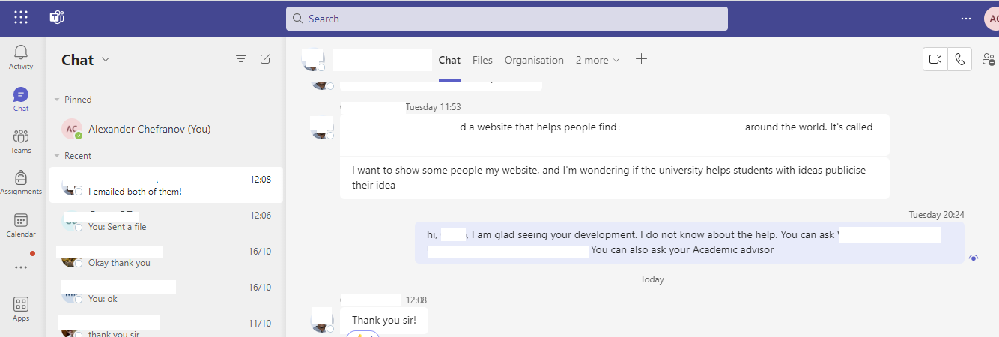 Search
AC
Activity
Chat
Teams
Assignments
Calendar
Apps
Chat
Pinned
AC Alexander Chefranov (You)
Recent
12:08
I emailed both of them!
12:06
You: Sent a file
16/10
Okay thank you
16/10
You: ok
11/10
thank you sir
Chat Files Organisation 2 more
Tuesday 11:53
d a website that helps people find around the world. It's called
I want to show some people my website, and I'm wondering if the university helps students with ideas publicise
their idea
Tuesday 20:24
hi, , I am glad seeing your development. I do not know about the help. You can ask
You can also ask your Academic advisor
Today
12:08
Thank you sir!